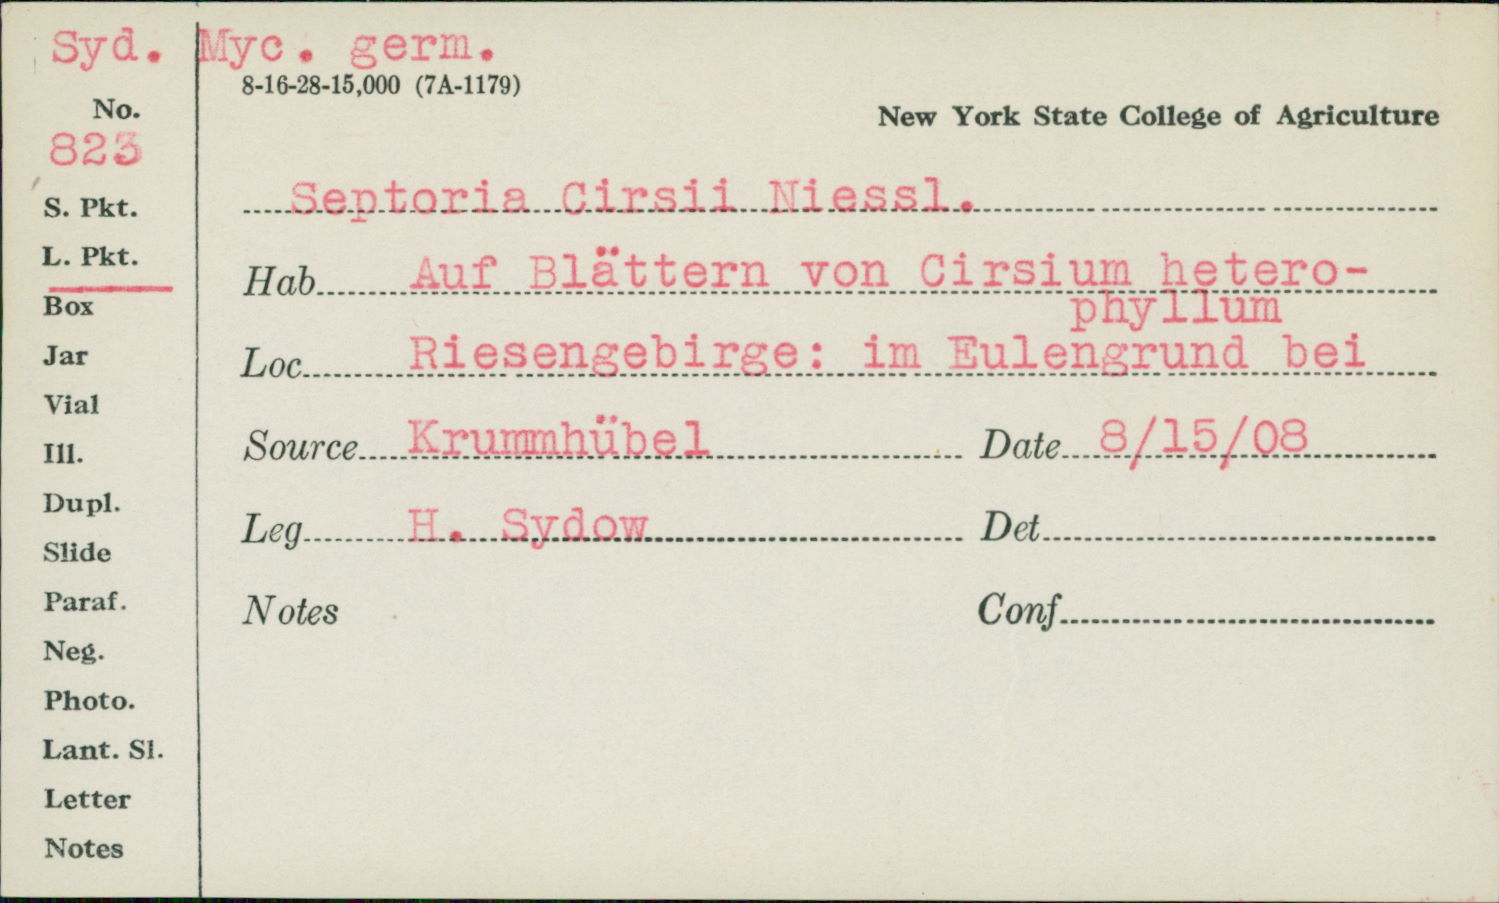 Syd. Myc. germ.
8-16-28-15,000 (7A-1179)
No.
New York State College of Agriculture
823
Septoria Cirsii Niessl.
S. Pkt.
L. Pkt.
Hab Auf Blättern von Cirsium hetero-
phyllum
Box
Loc Riesengebirge: im Eulengrund bei
Jar
Vial
Source Krummhübel Date 8/15/08
Ill.
Dupl.
Leg H. Sydow Det
Slide
Paraf.
Notes Conf
Neg.
Photo.
Lant. Sl.
Letter
Notes